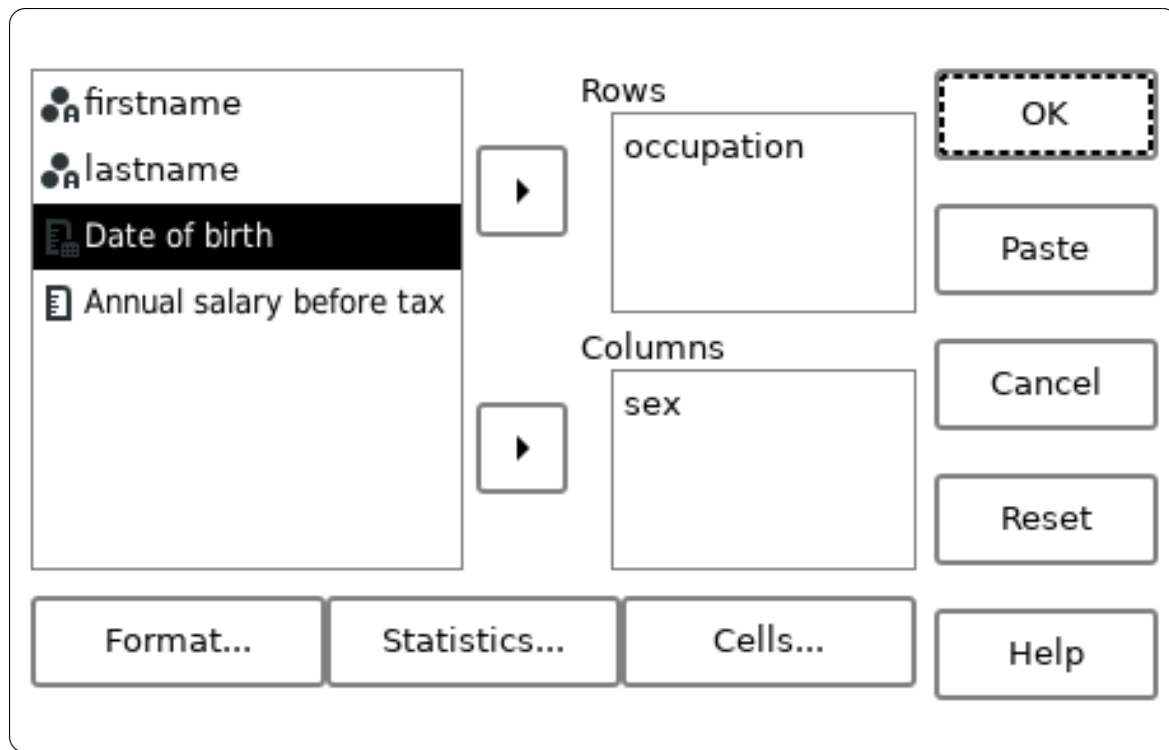 firstname
lastname
Date of birth
Annual salary before tax
Rows
occupation
Columns
sex
OK
Paste
Cancel
Reset
Help
Format...
Statistics...
Cells...